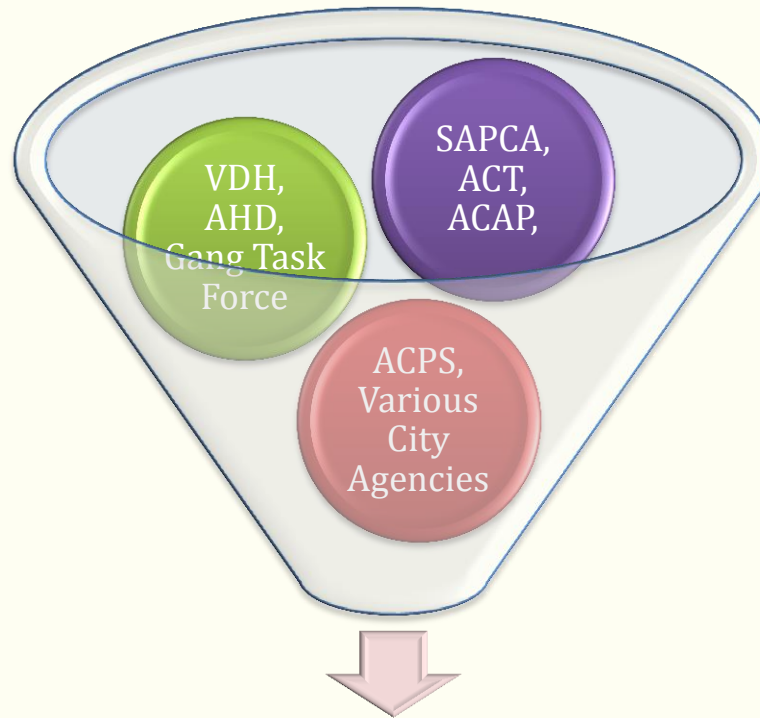 VDH,
AHD,
Gang Task
Force
SAPCA,
ACT,
ACAP,
ACPS,
Various
City
Agencies